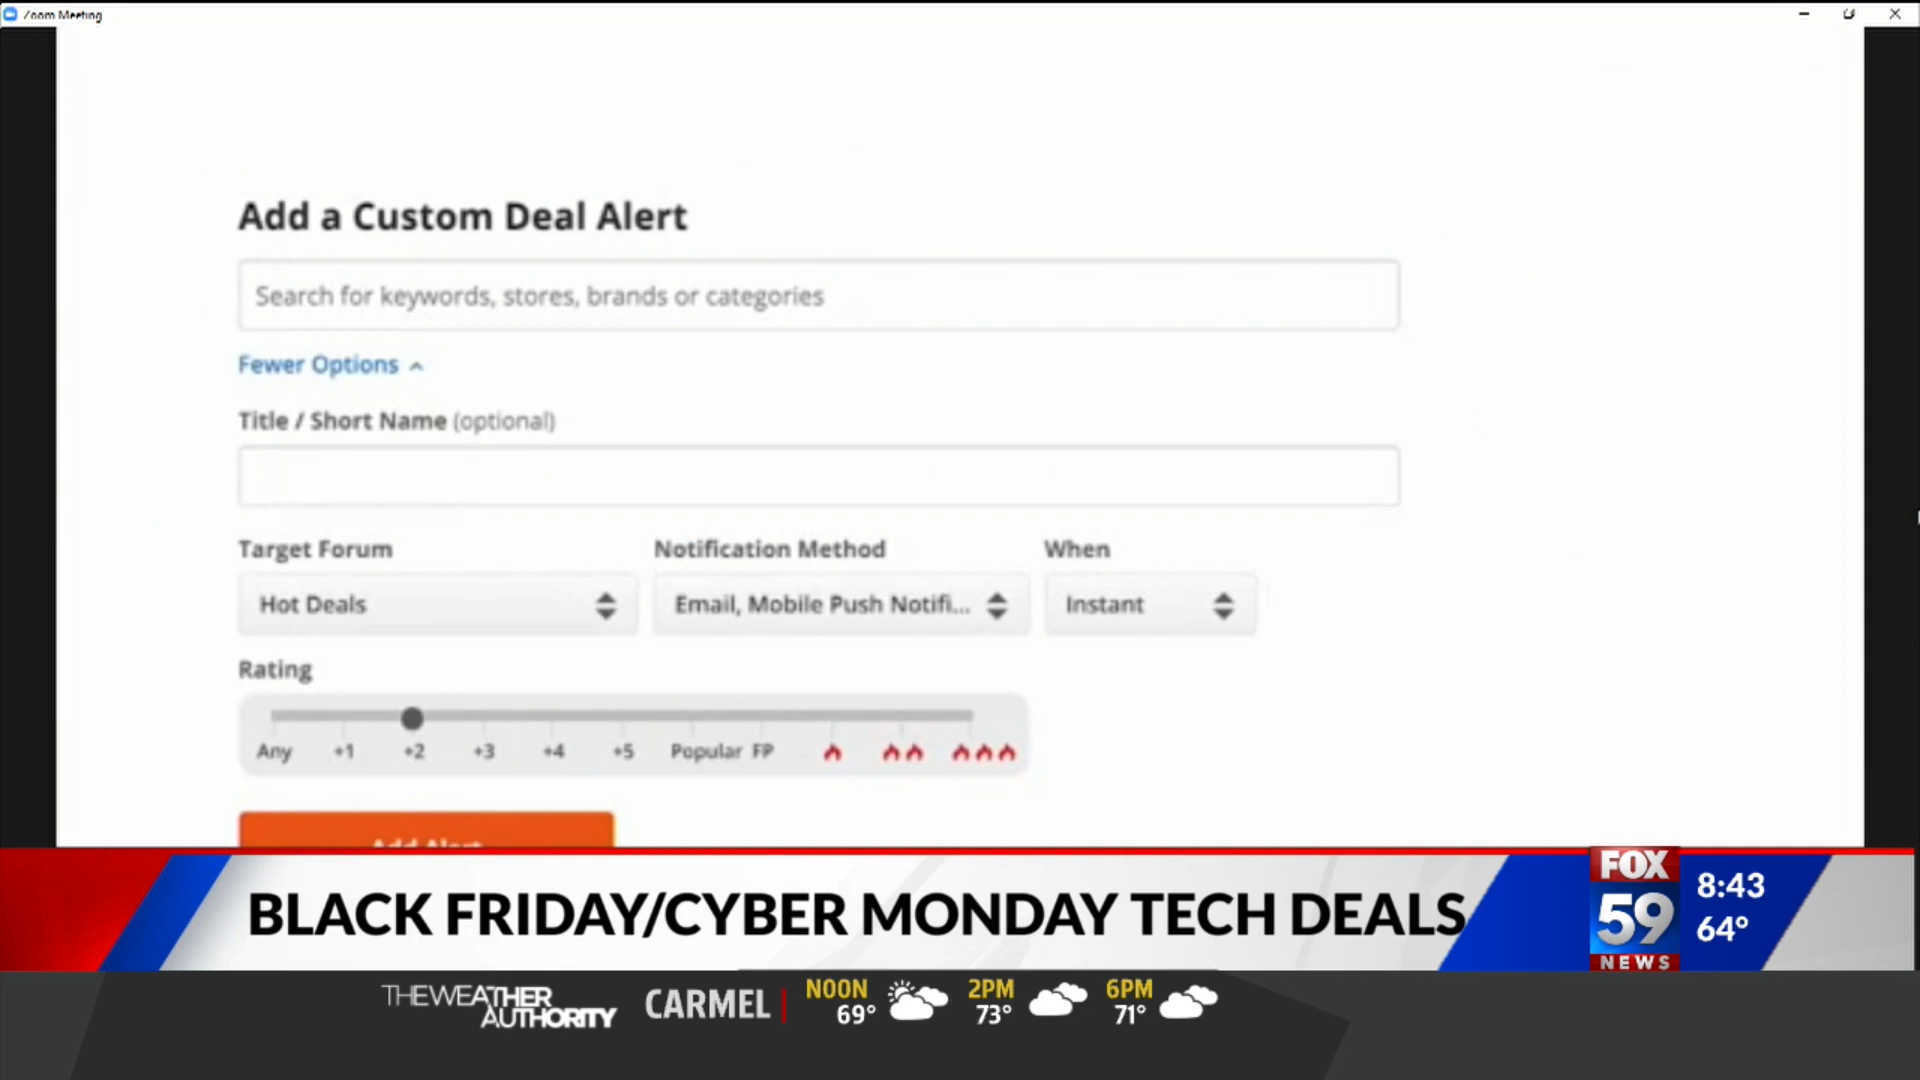 Zoom Meeting
Add a Custom Deal Alert
Search for keywords, stores, brands or categories
Fewer Options
Title / Short Name (optional)
Target Forum
Notification Method
When
Hot Deals
Email, Mobile Push Notifi...
Instant
Rating
Any +1 +2 +3 +4 +5 Popular FP
Add Alert
BLACK FRIDAY/CYBER MONDAY TECH DEALS
FOX
59
NEWS
8:43
64°
THE WEATHER
AUTHORITY
CARMEL
NOON
69°
2PM
73°
6PM
71°